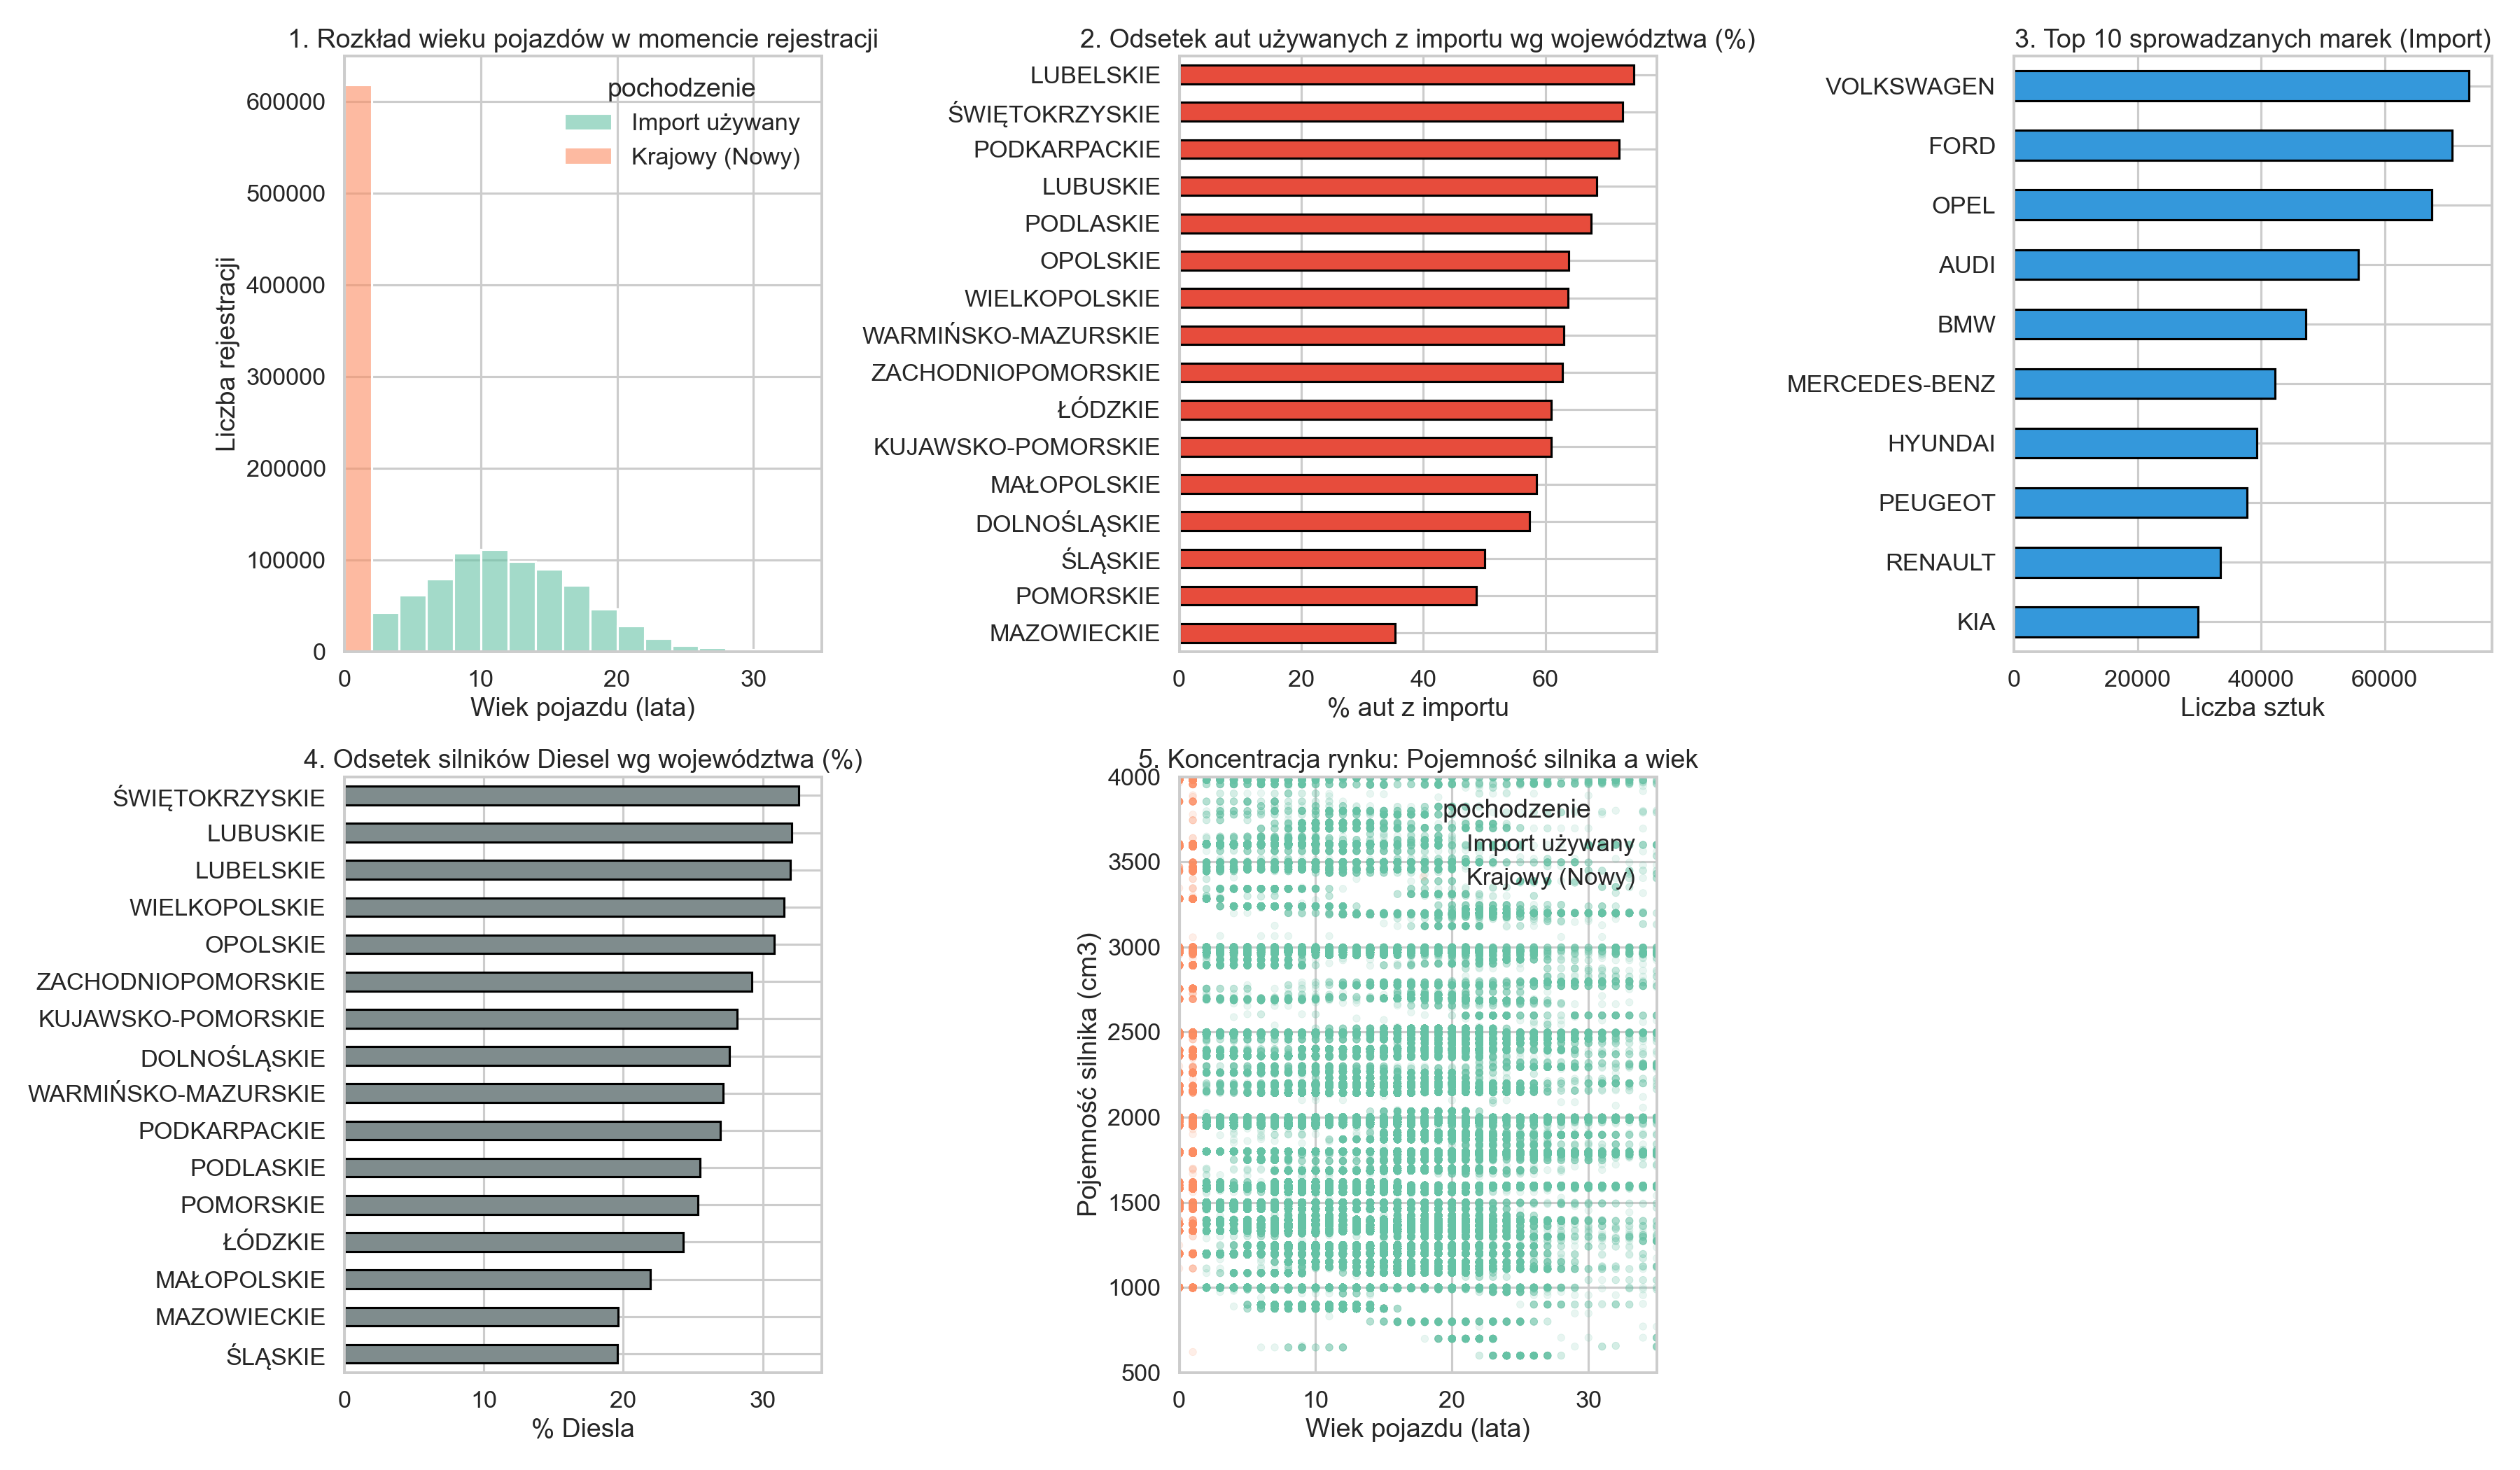 1. Rozkład wieku pojazdów w momencie rejestracji
pochodzenie
Import używany
Krajowy (Nowy)
Liczba rejestracji
600000
500000
400000
300000
200000
100000
0
0 10 20 30
Wiek pojazdu (lata)
2. Odsetek aut używanych z importu wg województwa (%)
LUBELSKIE
ŚWIĘTOKRZYSKIE
PODKARPACKIE
LUBUSKIE
PODLASKIE
OPOLSKIE
WIELKOPOLSKIE
WARMIŃSKO-MAZURSKIE
ZACHODNIOPOMORSKIE
ŁÓDZKIE
KUJAWSKO-POMORSKIE
MAŁOPOLSKIE
DOLNOŚLĄSKIE
ŚLĄSKIE
POMORSKIE
MAZOWIECKIE
0 20 40 60
% aut z importu
3. Top 10 sprowadzanych marek (Import)
VOLKSWAGEN
FORD
OPEL
AUDI
BMW
MERCEDES-BENZ
HYUNDAI
PEUGEOT
RENAULT
KIA
0 20000 40000 60000
Liczba sztuk
4. Odsetek silników Diesel wg województwa (%)
ŚWIĘTOKRZYSKIE
LUBUSKIE
LUBELSKIE
WIELKOPOLSKIE
OPOLSKIE
ZACHODNIOPOMORSKIE
KUJAWSKO-POMORSKIE
DOLNOŚLĄSKIE
WARMIŃSKO-MAZURSKIE
PODKARPACKIE
PODLASKIE
POMORSKIE
ŁÓDZKIE
MAŁOPOLSKIE
MAZOWIECKIE
ŚLĄSKIE
0 10 20 30
% Diesla
5. Koncentracja rynku: Pojemność silnika a wiek
pochodzenie
Import używany
Krajowy (Nowy)
Pojemność silnika (cm3)
4000
3500
3000
2500
2000
1500
1000
500
0 10 20 30
Wiek pojazdu (lata)